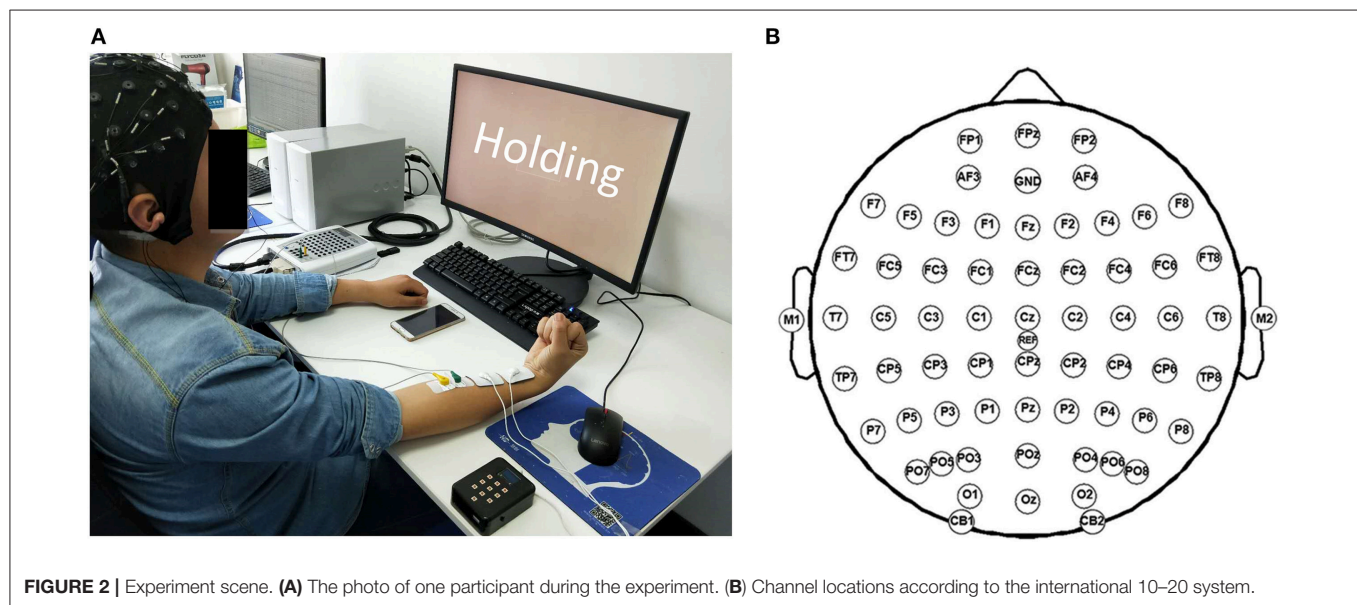 A
B
Holding
FP1 FPz FP2
AF3 GND AF4
F7 F5 F3 F1 Fz F2 F4 F6 F8
FT7 FC5 FC3 FC1 FCz FC2 FC4 FC6 FT8
M1 T7 C5 C3 C1 Cz C2 C4 C6 T8 M2
REF
TP7 CP5 CP3 CP1 CPz CP2 CP4 CP6 TP8
P7 P5 P3 P1 Pz P2 P4 P6 P8
PO7 PO5 PO3 POz PO4 PO6 PO8
O1 Oz O2
CB1 CB2
FIGURE 2 | Experiment scene. (A) The photo of one participant during the experiment. (B) Channel locations according to the international 10–20 system.